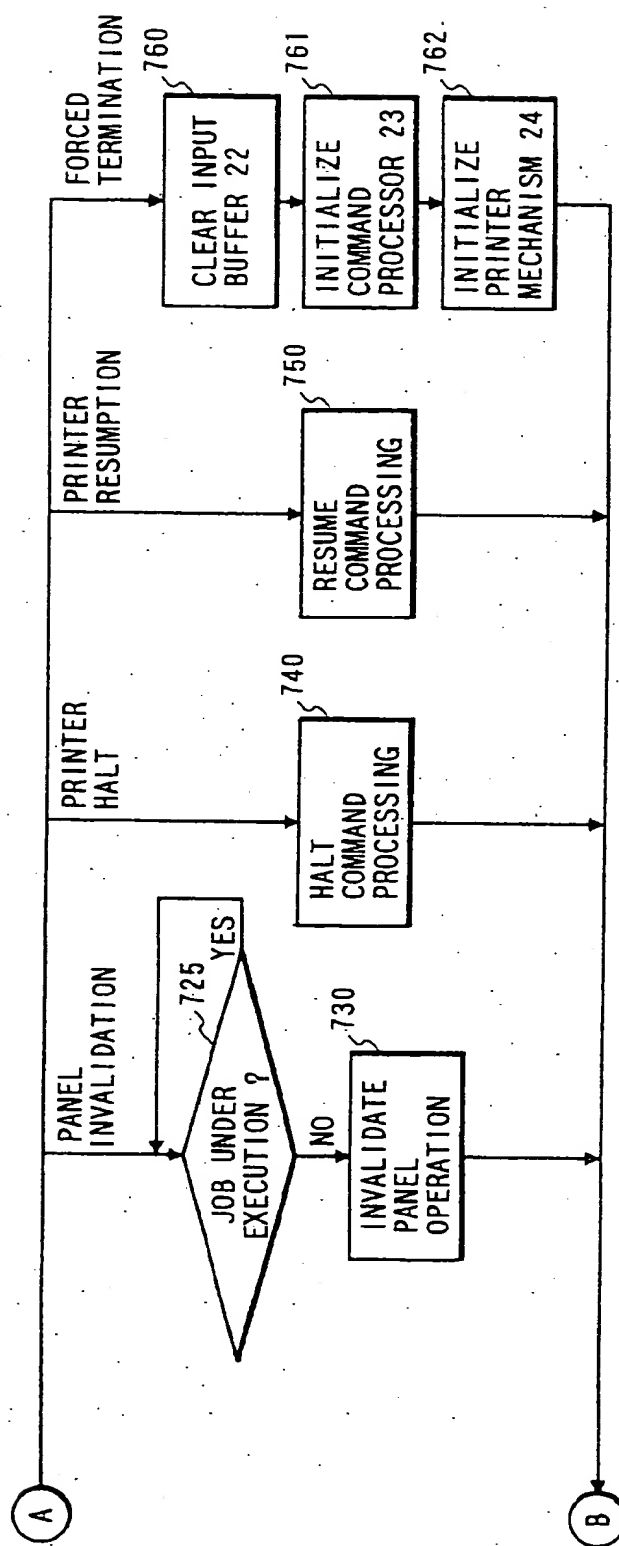 A
PANEL
INVALIDATION
725
JOB UNDER
EXECUTION ?
YES
NO
730
INVALIDATE
PANEL
OPERATION
PRINTER
HALT
740
HALT
COMMAND
PROCESSING
PRINTER
RESUMPTION
750
RESUME
COMMAND
PROCESSING
FORCED
TERMINATION
760
CLEAR INPUT
BUFFER 22
761
INITIALIZE
COMMAND
PROCESSOR 23
762
INITIALIZE
PRINTER
MECHANISM 24
B